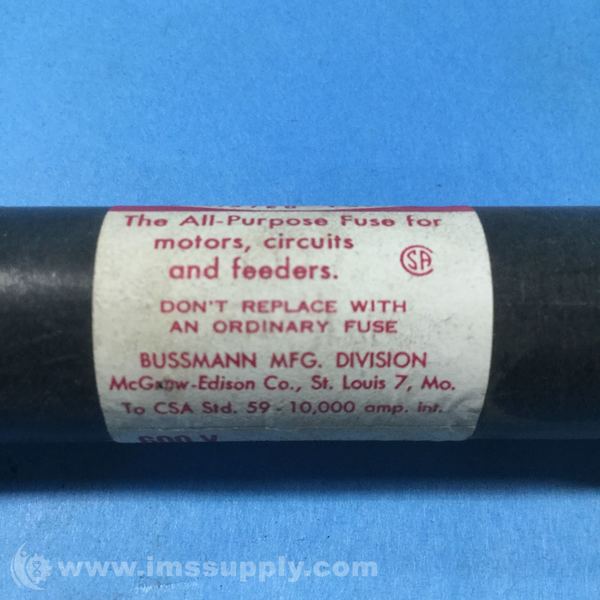 The All-Purpose Fuse for
motors, circuits
and feeders.
SA
DON'T REPLACE WITH
AN ORDINARY FUSE
BUSSMANN MFG. DIVISION
McGraw-Edison Co., St. Louis 7, Mo.
To CSA Std. 59-10,000 amp. int.
600 V
www.imssupply.com